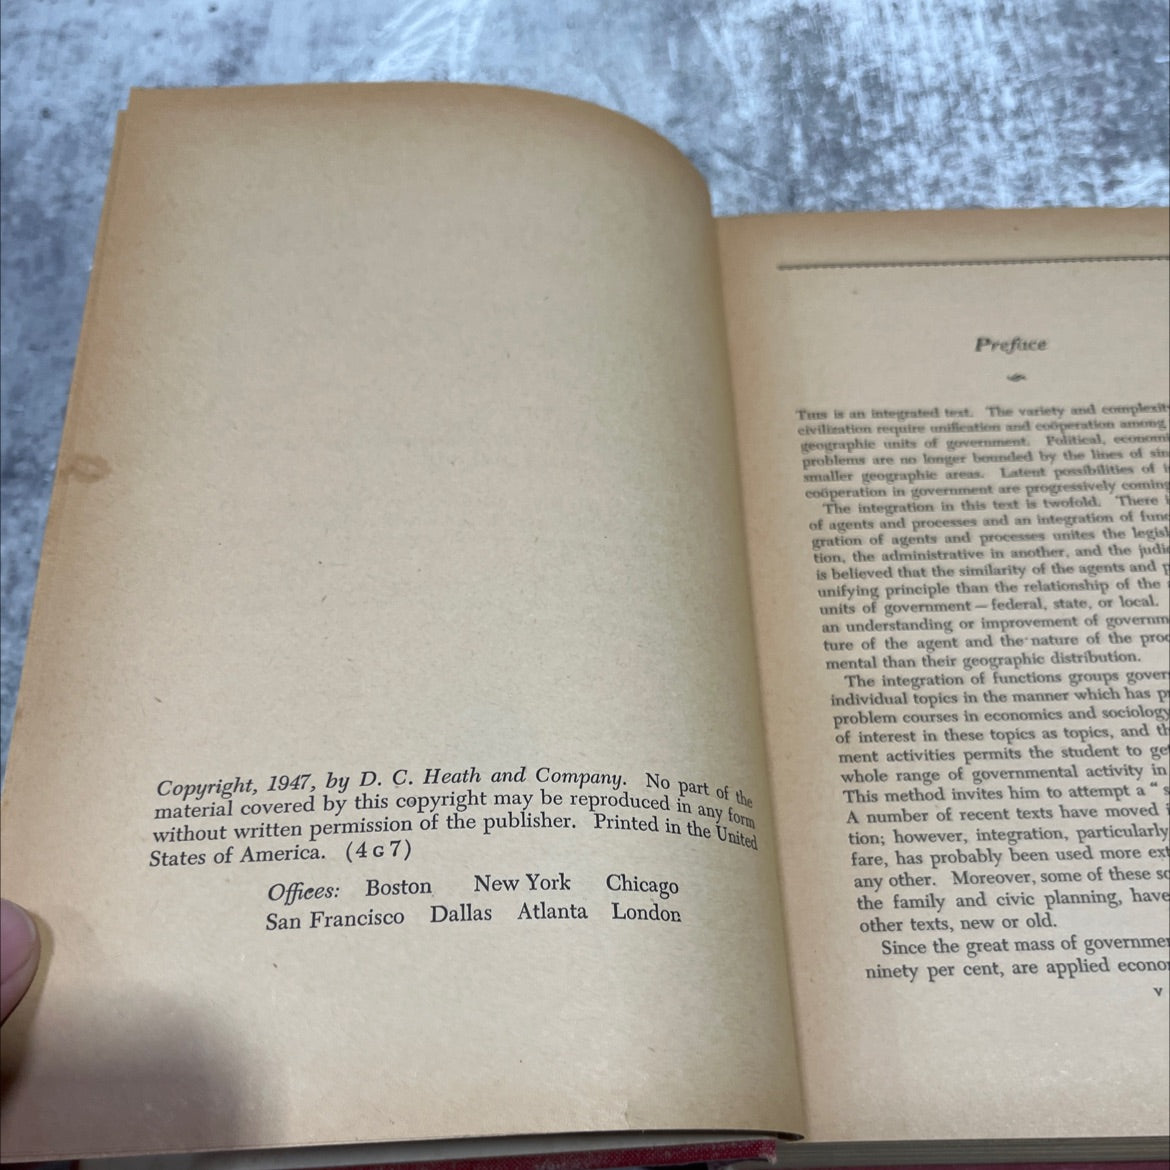 Copyright, 1947, by D. C. Heath and Company. No part of the
material covered by this copyright may be reproduced in any form
without written permission of the publisher. Printed in the United
States of America. (4 G 7)
Offices: Boston New York Chicago
San Francisco Dallas Atlanta London
Preface
THIS is an integrated text. The variety and complexit
civilization require unification and coöperation among
geographic units of government. Political, economi
problems are no longer bounded by the lines of sin
smaller geographic areas. Latent possibilities of
coöperation in government are progressively coming
The integration in this text is twofold. There
of agents and processes and an integration of func
gration of agents and processes unites the legisl
tion, the administrative in another, and the judi
is believed that the similarity of the agents and p
unifying principle than the relationship of the
units of government — federal, state, or local.
an understanding or improvement of governm
ture of the agent and the nature of the proc
mental than their geographic distribution.
The integration of functions groups gover
individual topics in the manner which has p
problem courses in economics and sociology
of interest in these topics as topics, and th
ment activities permits the student to ge
whole range of governmental activity in
This method invites him to attempt a “ s
A number of recent texts have moved
tion; however, integration, particularly
fare, has probably been used more ext
any other. Moreover, some of these so
the family and civic planning, have
other texts, new or old.
Since the great mass of governme
ninety per cent, are applied econo
v